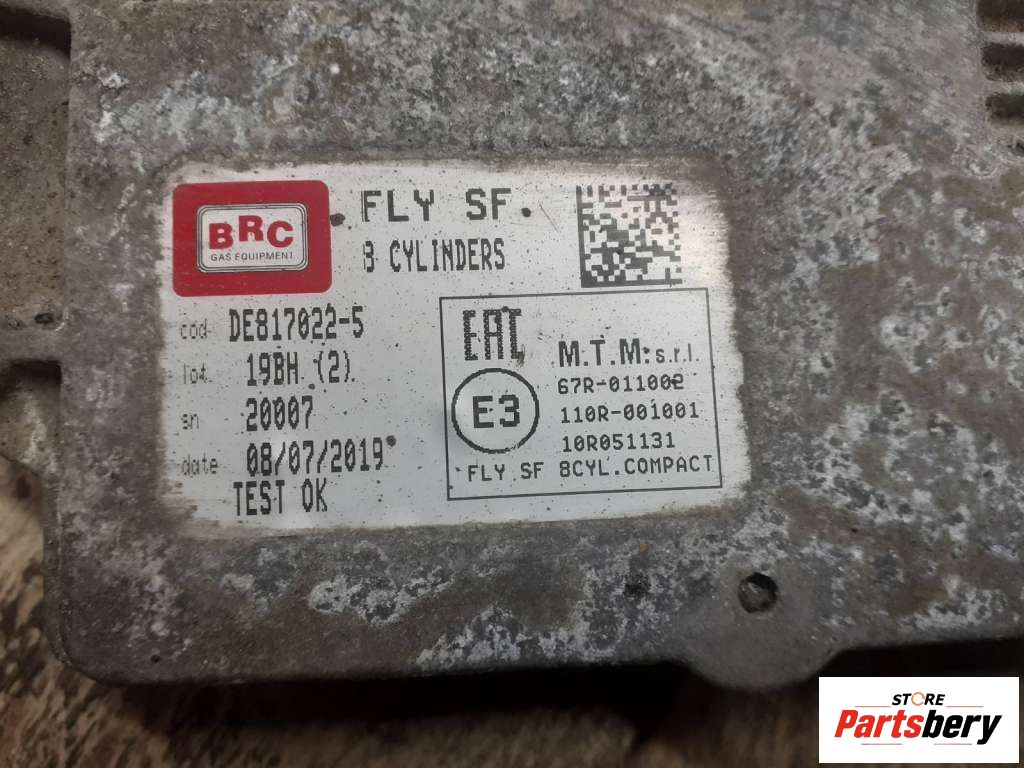 BRC
GAS EQUIPMENT
FLY SF
8 CYLINDERS
cod DE817022-5
lot 19BH (2)
sn 20007
date 08/07/2019
TEST OK
EAC
E3
M.T.M. s.r.l.
67R-011002
110R-001001
10R051131
FLY SF 8CYL.COMPACT
STORE
Partsbery